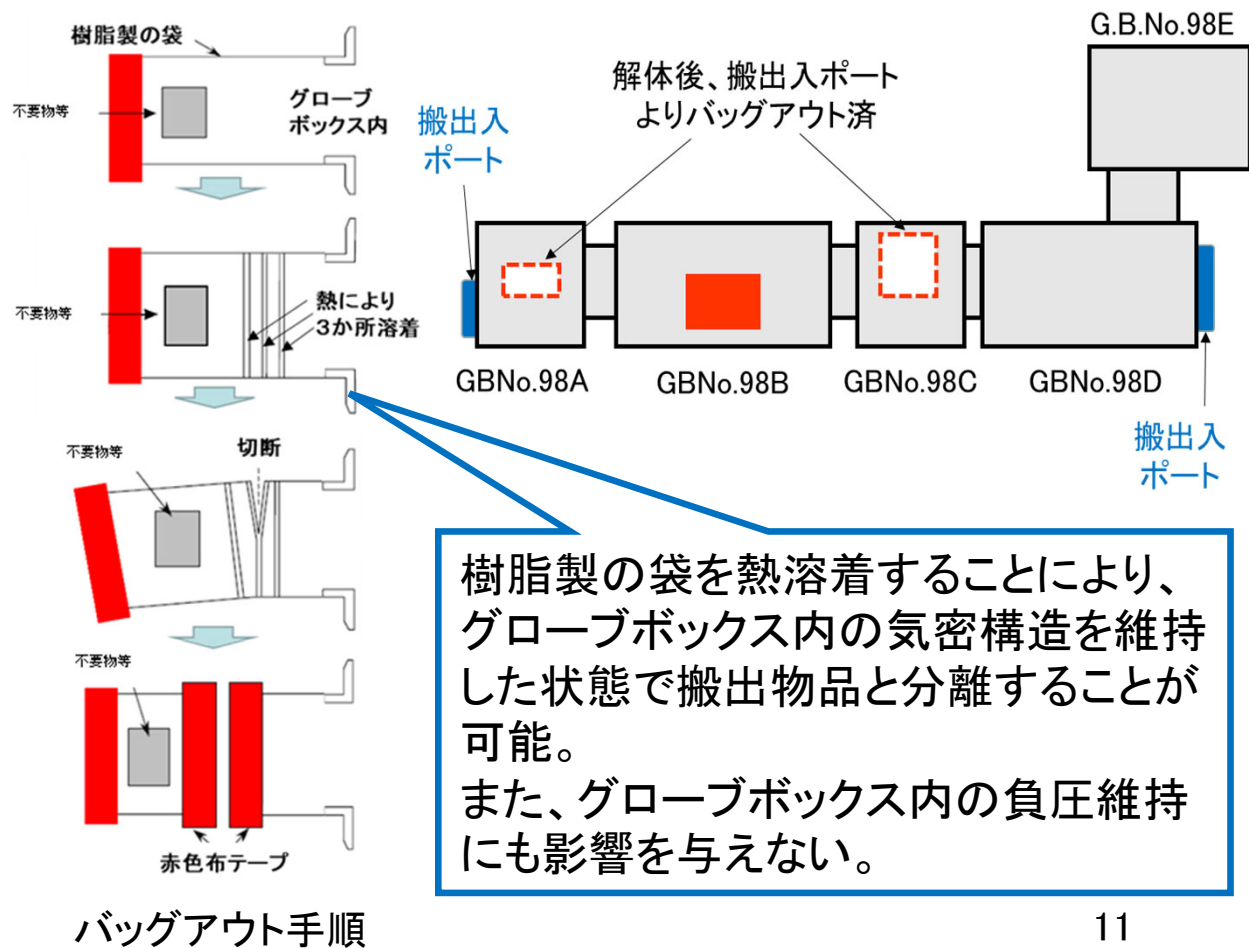 樹脂製の袋
不要物等
グローブ
ボックス内
不要物等
熱により
3か所溶着
不要物等
切断
不要物等
赤色布テープ
バッグアウト手順
G.B.No.98E
解体後、搬出入ポート
よりバッグアウト済
搬出入
ポート
GBNo.98A
GBNo.98B
GBNo.98C
GBNo.98D
搬出入
ポート
樹脂製の袋を熱溶着することにより、
グローブボックス内の気密構造を維持
した状態で搬出物品と分離することが
可能。
また、グローブボックス内の負圧維持
にも影響を与えない。
11